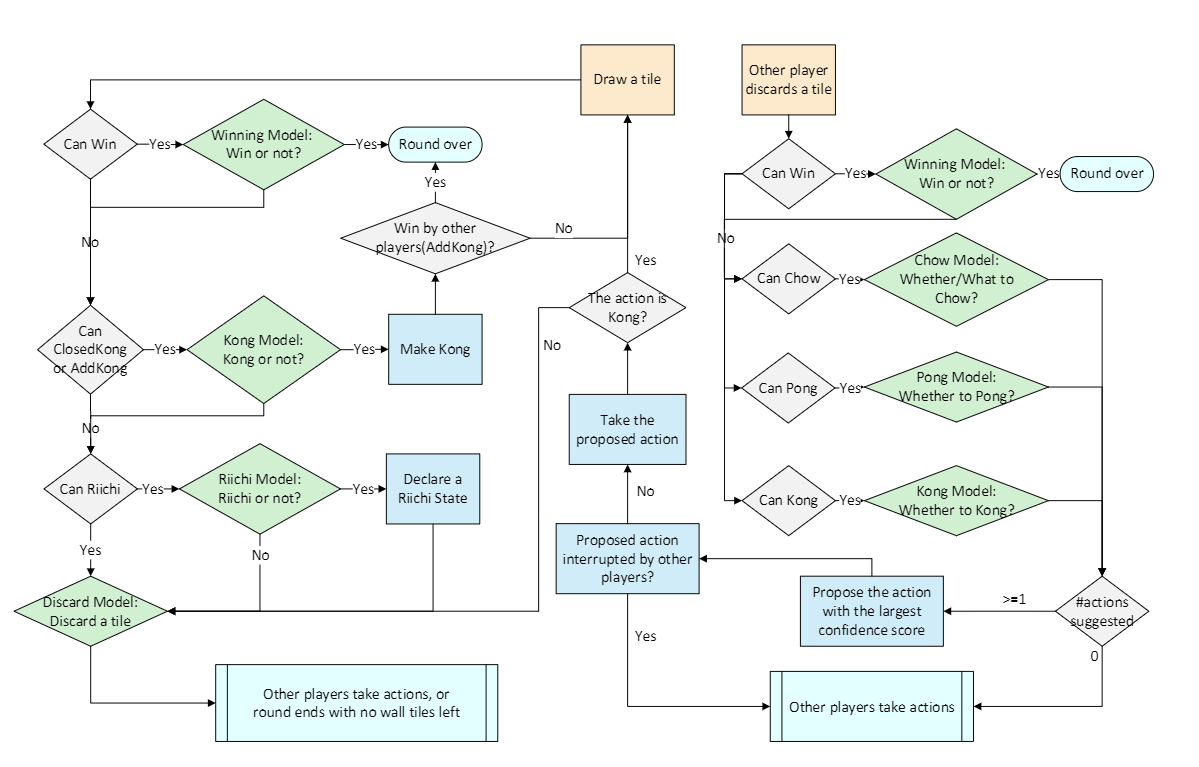 Draw a tile
Other player
discards a tile
Can Win
Yes
Winning Model:
Win or not?
Yes
Round over
Can Win
Yes
Winning Model:
Win or not?
Yes
Round over
Yes
No
Win by other
players(AddKong)?
No
No
Yes
Can Chow
Yes
Chow Model:
Whether/What to
Chow?
The action is
Kong?
Can
ClosedKong
or AddKong
Yes
Kong Model:
Kong or not?
Yes
Make Kong
No
Can Pong
Yes
Pong Model:
Whether to Pong?
No
Take the
proposed action
Can Riichi
Yes
Riichi Model:
Riichi or not?
Yes
Declare a
Riichi State
No
Can Kong
Yes
Kong Model:
Whether to Kong?
Yes
No
Proposed action
interrupted by other
players?
Discard Model:
Discard a tile
Propose the action
with the largest
confidence score
>=1
#actions
suggested
Yes
0
Other players take actions, or
round ends with no wall tiles left
Other players take actions